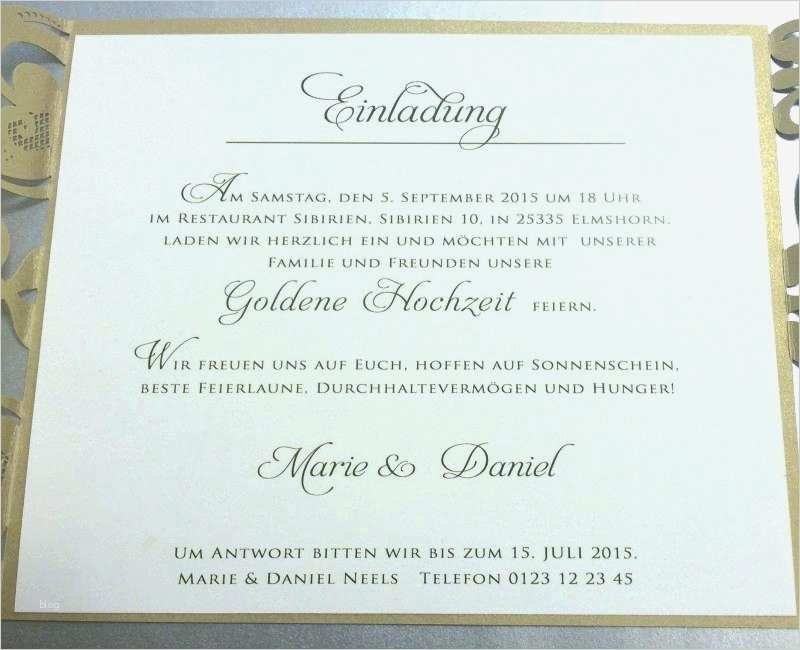 Einladung
Am Samstag, den 5. September 2015 um 18 Uhr
im Restaurant Sibirien, Sibirien 10, in 25335 Elmshorn.
laden wir herzlich ein und möchten mit unserer
Familie und Freunden unsere
Goldene Hochzeit feiern.
Wir freuen uns auf Euch, hoffen auf Sonnenschein,
beste Feierlaune, Durchhaltevermögen und Hunger!
Marie & Daniel
Um Antwort bitten wir bis zum 15. Juli 2015.
Marie & Daniel Neels Telefon 0123 12 23 45
blog